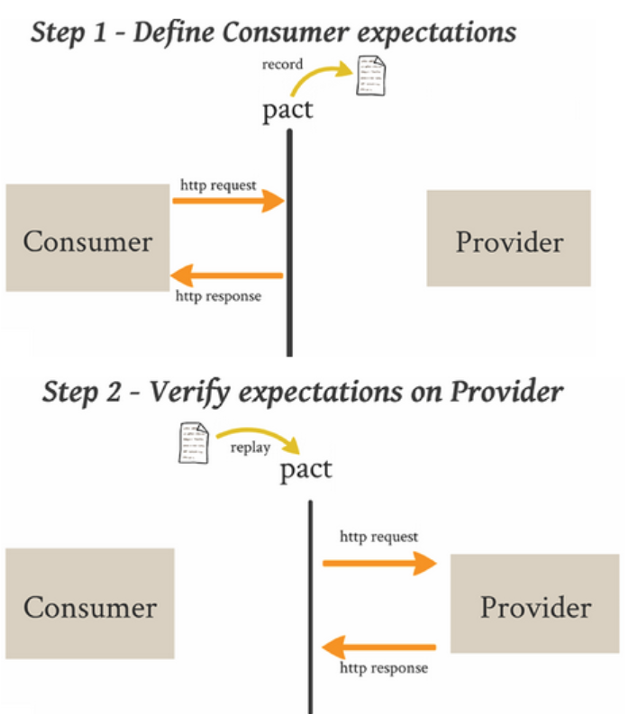 Step 1 - Define Consumer expectations
record
pact
http request
Consumer
Provider
http response
Step 2 - Verify expectations on Provider
replay
pact
http request
Consumer
Provider
http response